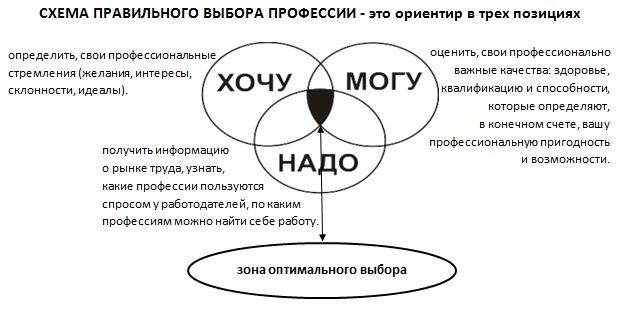 СХЕМА ПРАВИЛЬНОГО ВЫБОРА ПРОФЕССИИ - это ориентир в трех позициях
определить, свои профессиональные
стремления (желания, интересы,
склонности, идеалы).
ХОЧУ
МОГУ
оценить, свои профессионально
важные качества: здоровье,
квалификацию и способности,
которые определяют,
в конечном счете, вашу
профессиональную пригодность
и возможности.
получить информацию
о рынке труда, узнать,
какие профессии пользуются
спросом у работодателей, по каким
профессиям можно найти себе работу.
НАДО
зона оптимального выбора